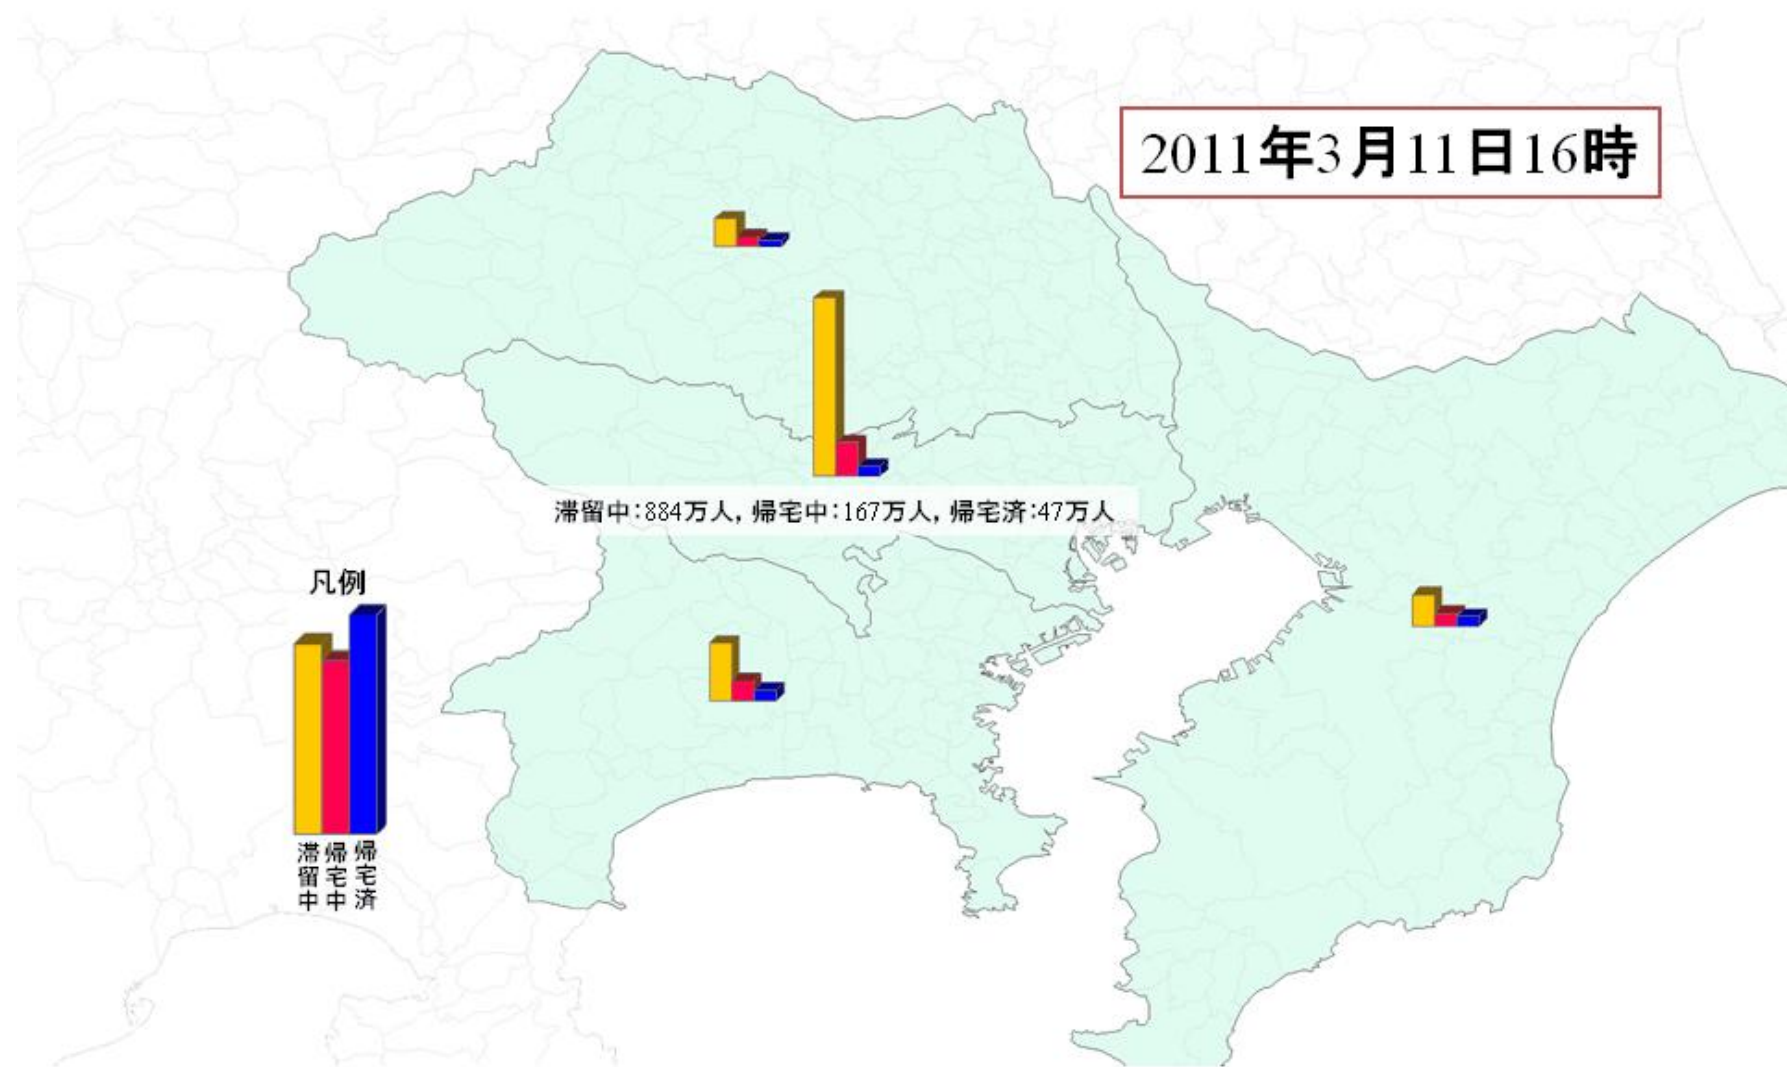 2011年3月11日16時
滞留中:884万人, 帰宅中:167万人, 帰宅済:47万人
凡例
滞留中
帰宅中
帰宅済